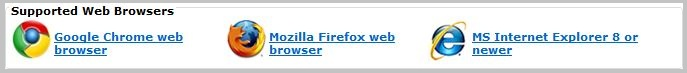 Supported Web Browsers
Google Chrome web browser
Mozilla Firefox web browser
MS Internet Explorer 8 or newer